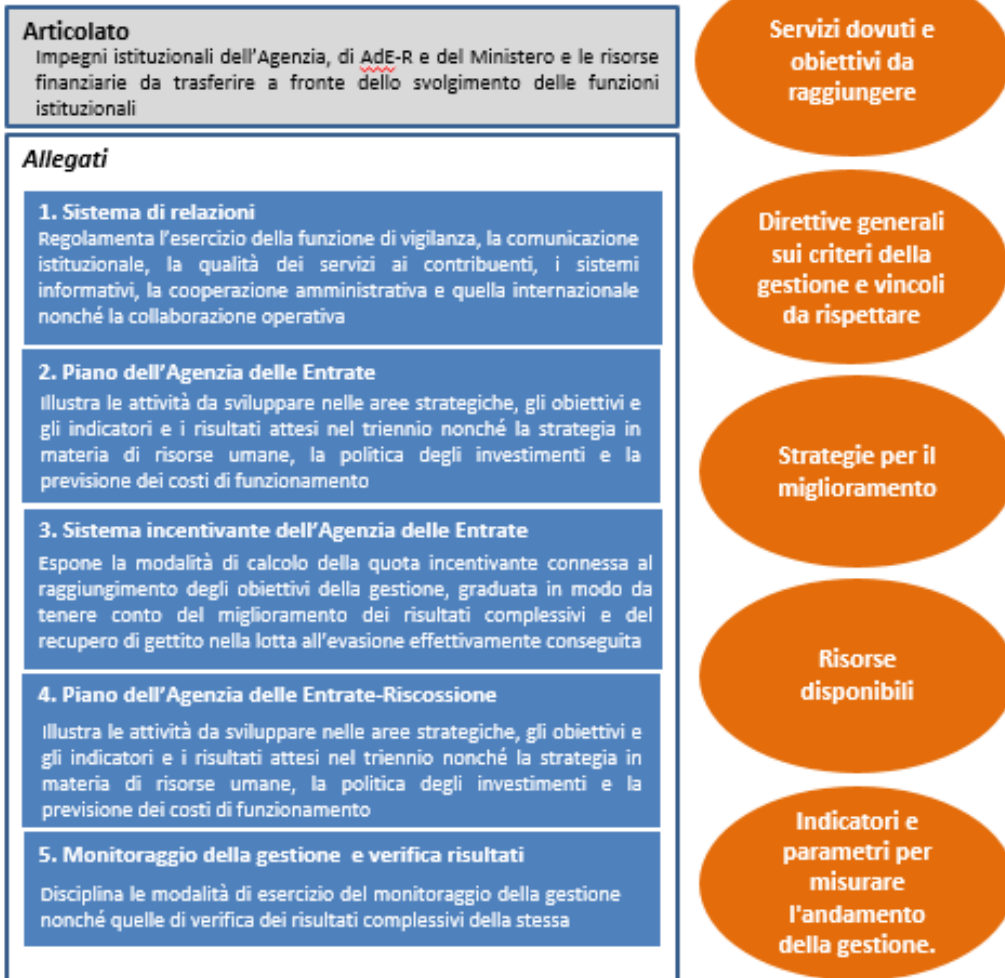 Articolato
Impegni istituzionali dell'Agenzia, di AdE-R e del Ministero e le risorse
finanziarie da trasferire a fronte dello svolgimento delle funzioni
istituzionali
Allegati
1. Sistema di relazioni
Regolamenta l'esercizio della funzione di vigilanza, la comunicazione
istituzionale, la qualità dei servizi ai contribuenti, i sistemi
informativi, la cooperazione amministrativa e quella internazionale
nonché la collaborazione operativa
2. Piano dell'Agenzia delle Entrate
Illustra le attività da sviluppare nelle aree strategiche, gli obiettivi e
gli indicatori e i risultati attesi nel triennio nonché la strategia in
materia di risorse umane, la politica degli investimenti e la
previsione dei costi di funzionamento
3. Sistema incentivante dell'Agenzia delle Entrate
Espone la modalità di calcolo della quota incentivante connessa al
raggiungimento degli obiettivi della gestione, graduata in modo da
tenere conto del miglioramento dei risultati complessivi e del
recupero di gettito nella lotta all'evasione effettivamente conseguita
4. Piano dell'Agenzia delle Entrate-Riscossione
Illustra le attività da sviluppare nelle aree strategiche, gli obiettivi e
gli indicatori e i risultati attesi nel triennio nonché la strategia in
materia di risorse umane, la politica degli investimenti e la
previsione dei costi di funzionamento
5. Monitoraggio della gestione e verifica risultati
Disciplina le modalità di esercizio del monitoraggio della gestione
nonché quelle di verifica dei risultati complessivi della stessa
Servizi dovuti e
obiettivi da
raggiungere
Direttive generali
sui criteri della
gestione e vincoli
da rispettare
Strategie per il
miglioramento
Risorse
disponibili
Indicatori e
parametri per
misurare
l'andamento
della gestione.